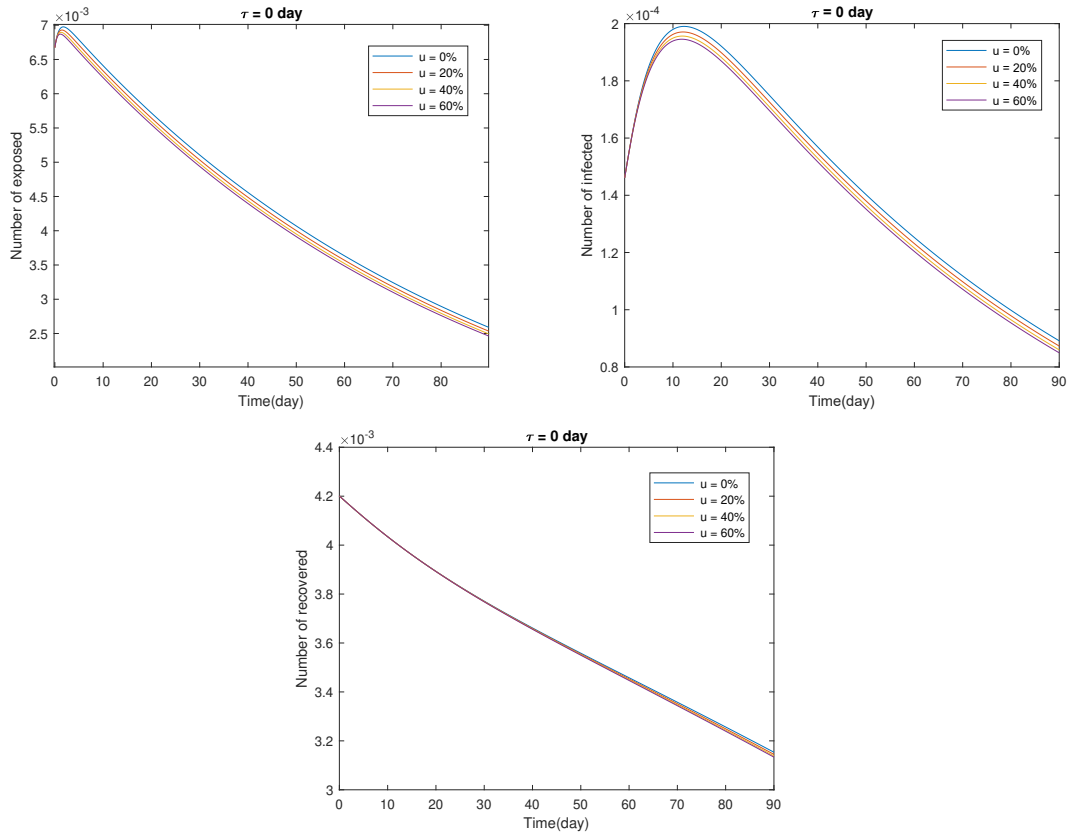 ×10-3
τ = 0 day
7
6.5
6
5.5
5
4.5
4
3.5
3
2.5
Number of exposed
u = 0%
u = 20%
u = 40%
u = 60%
0 10 20 30 40 50 60 70 80
Time(day)
×10-4
τ = 0 day
2
1.8
1.6
1.4
1.2
1
0.8
Number of infected
u = 0%
u = 20%
u = 40%
u = 60%
0 10 20 30 40 50 60 70 80 90
Time(day)
×10-3
τ = 0 day
4.4
4.2
4
3.8
3.6
3.4
3.2
3
Number of recovered
u = 0%
u = 20%
u = 40%
u = 60%
0 10 20 30 40 50 60 70 80 90
Time(day)